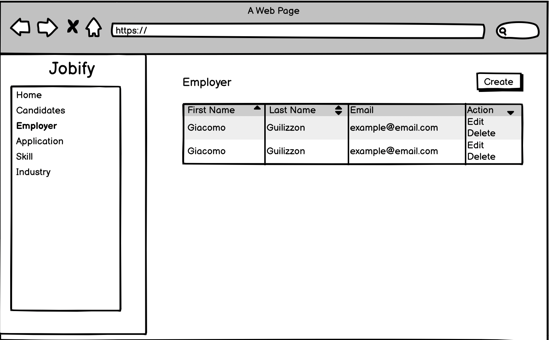 A Web Page
https://
Jobify
Home
Candidates
Employer
Application
Skill
Industry
Employer
Create
First Name Last Name Email Action
Giacomo Guilizzon example@email.com Edit
Delete
Giacomo Guilizzon example@email.com Edit
Delete